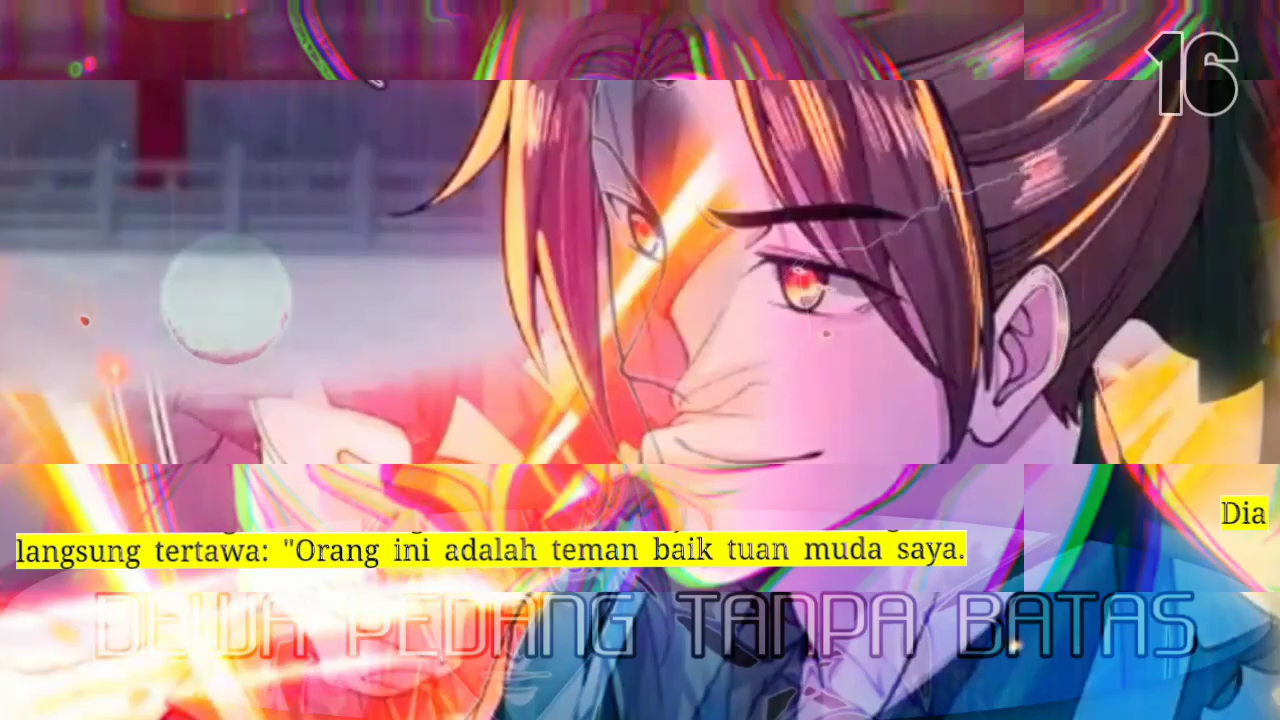 16
Dia
langsung tertawa: "Orang ini adalah teman baik tuan muda saya.
DEWA PEDANG TANPA BATAS